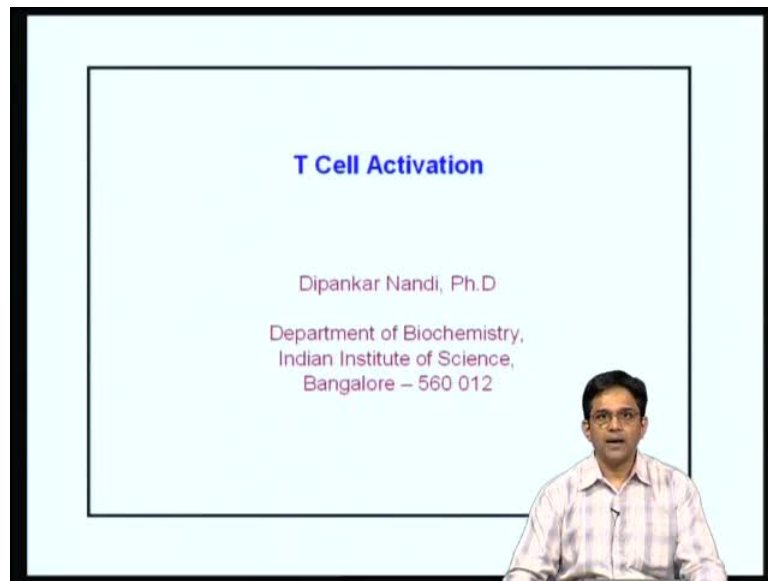 T Cell Activation
Dipankar Nandi, Ph.D
Department of Biochemistry,
Indian Institute of Science,
Bangalore – 560 012